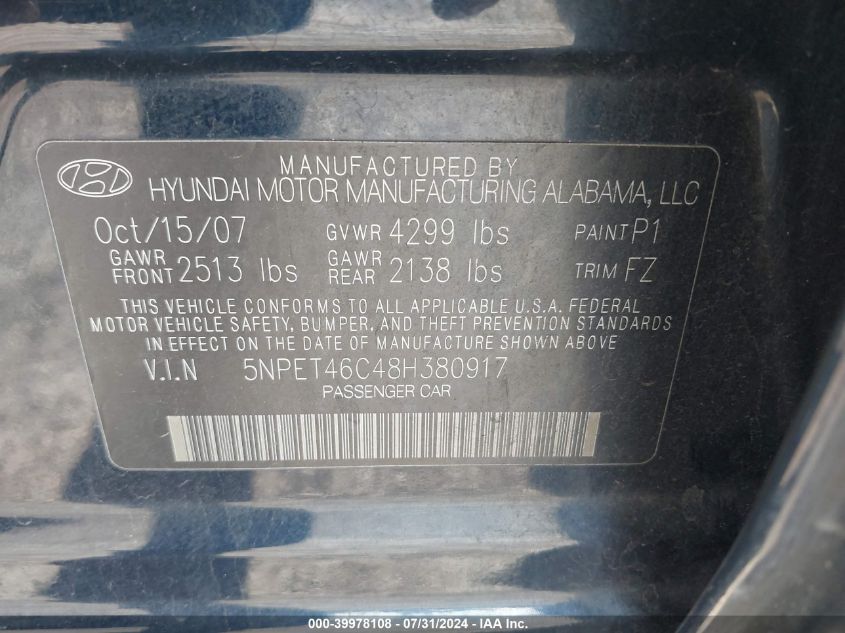 MANUFACTURED BY
HYUNDAI MOTOR MANUFACTURING ALABAMA, LLC
Oct/15/07 GVWR 4299 lbs PAINT P1
GAWR FRONT 2513 lbs GAWR REAR 2138 lbs TRIM FZ
THIS VEHICLE CONFORMS TO ALL APPLICABLE U.S.A. FEDERAL
MOTOR VEHICLE SAFETY, BUMPER, AND THEFT PREVENTION STANDARDS
IN EFFECT ON THE DATE OF MANUFACTURE SHOWN ABOVE
V.I.N 5NPET46C48H380917
PASSENGER CAR
000-39978108 - 07/31/2024 - IAA Inc.